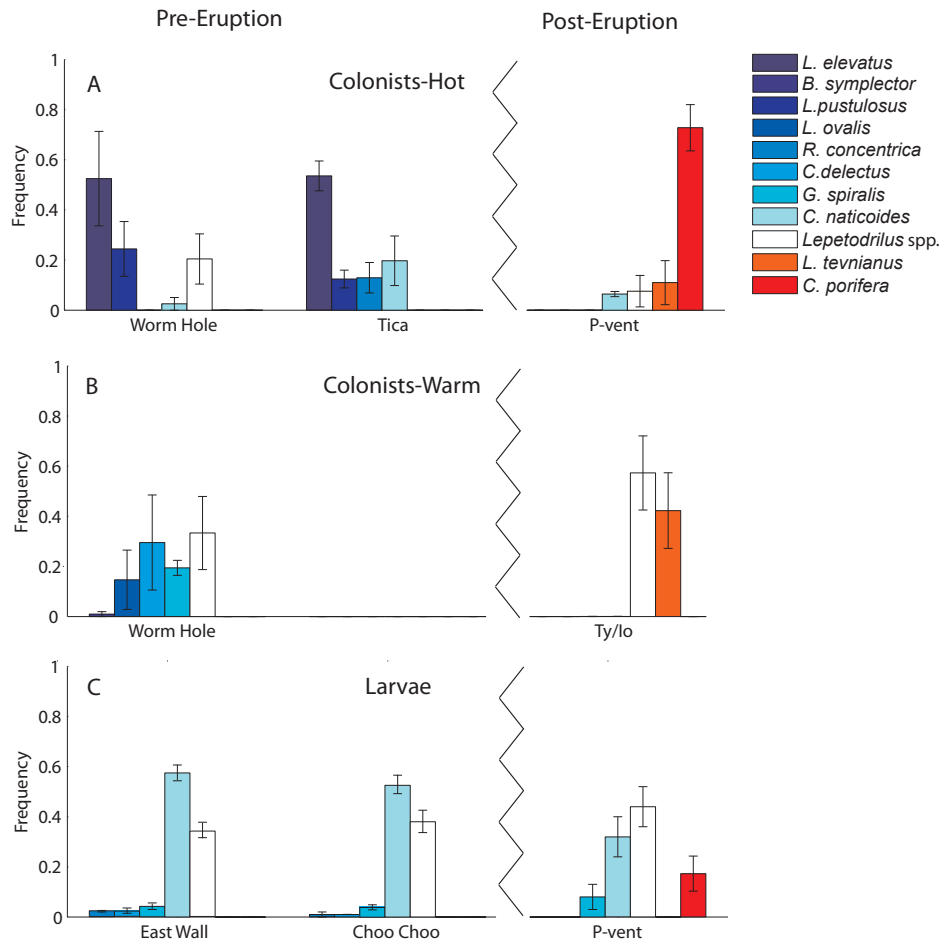 Pre-Eruption
Post-Eruption
A
Colonists-Hot
Frequency
1
0.8
0.6
0.4
0.2
0
Worm Hole
Tica
P-vent
L. elevatus
B. symplector
L.pustulosus
L. ovalis
R. concentrica
C.delectus
G. spiralis
C. naticoides
Lepetodrilus spp.
L. tevnianus
C. porifera
B
Colonists-Warm
Frequency
1
0.8
0.6
0.4
0.2
0
Worm Hole
Ty/Io
C
Larvae
Frequency
1
0.8
0.6
0.4
0.2
0
East Wall
Choo Choo
P-vent